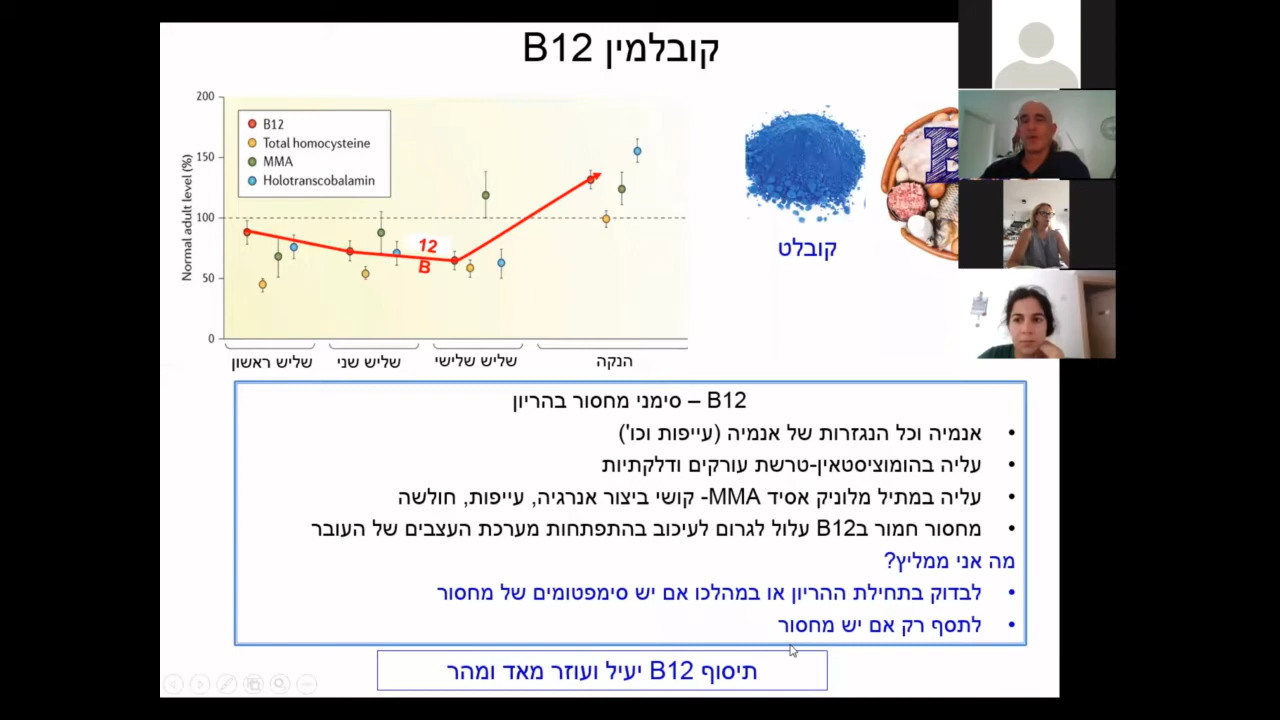 קובלמין B12
200
150
100
50
0
Normal adult level (%)
B12
Total homocysteine
MMA
Holotranscobalamin
12
B
שליש ראשון
שליש שני
שליש שלישי
הנקה
קובלט
B
B12 – סימני מחסור בהריון
• אנמיה וכל הנגזרות של אנמיה (עייפות וכו')
• עליה בהומוציסטאין-טרשת עורקים ודלקתיות
• עליה במתיל מלוניק אסיד MMA- קושי ביצור אנרגיה, עייפות, חולשה
• מחסור חמור בB12 עלול לגרום לעיכוב בהתפתחות מערכת העצבים של העובר
מה אני ממליץ?
• לבדוק בתחילת ההריון או במהלכו אם יש סימפטומים של מחסור
• לתסף רק אם יש מחסור
תיסוף B12 יעיל ועוזר מאד ומהר